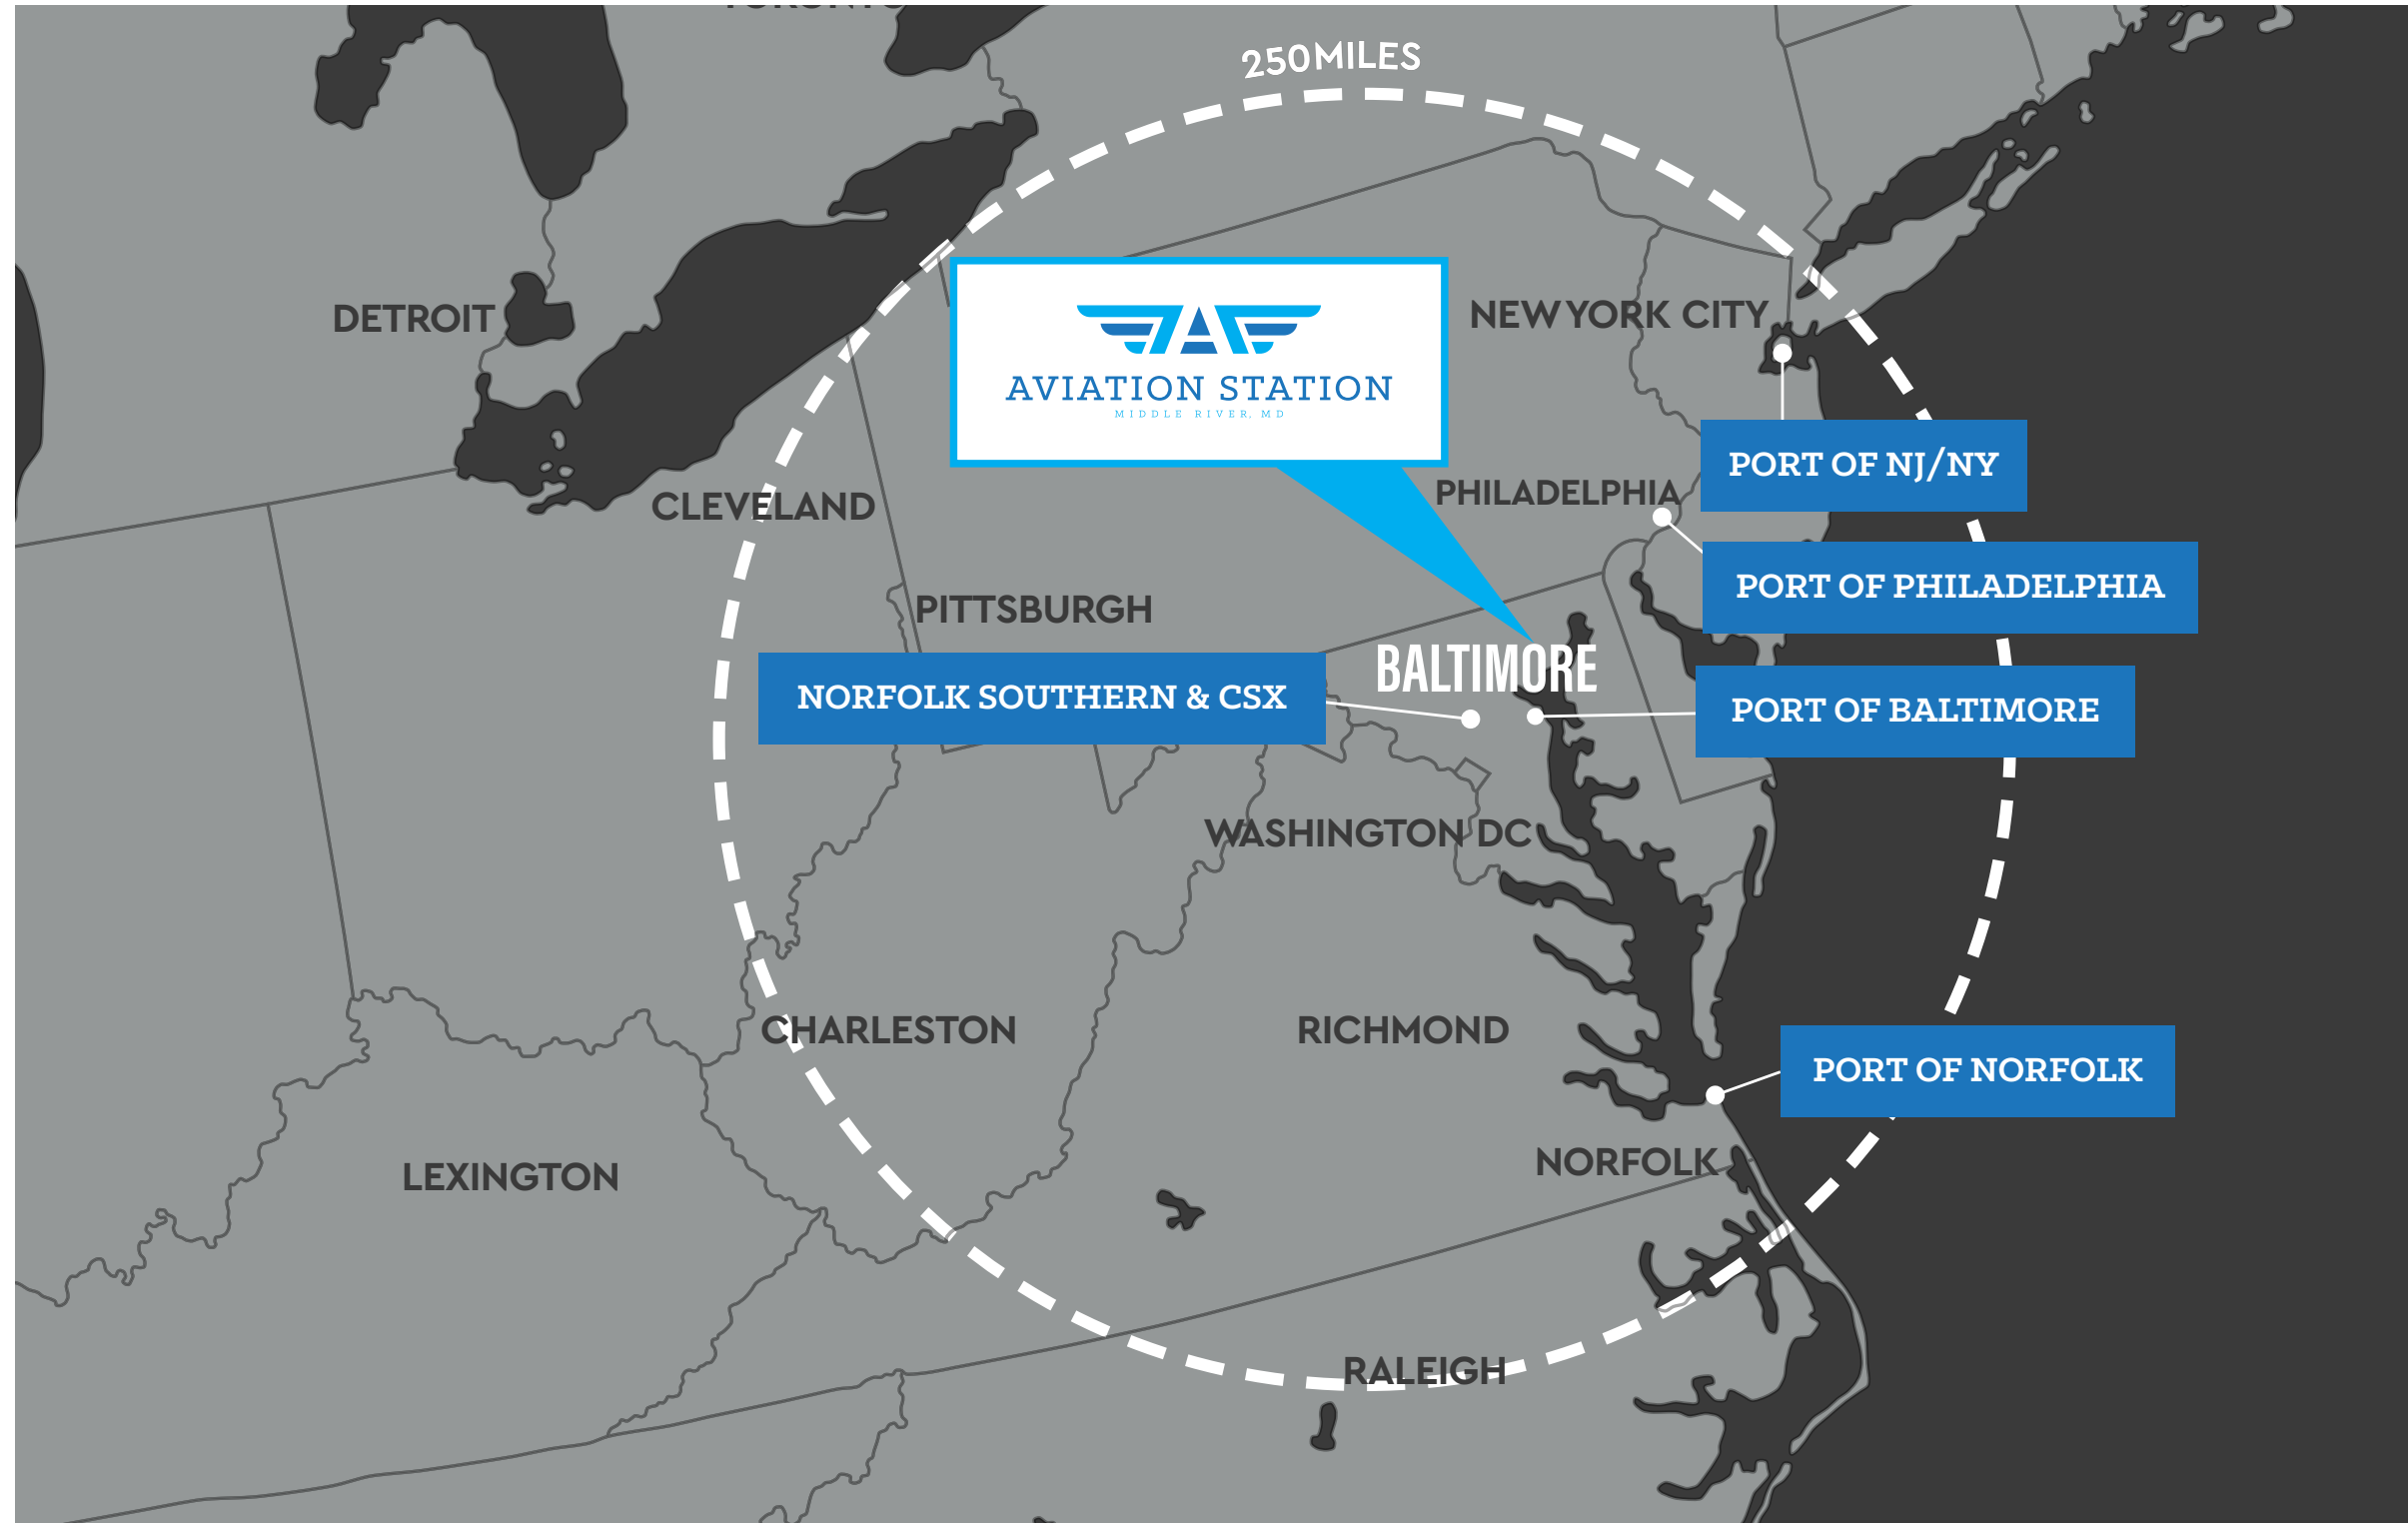 250MILES
DETROIT
NEW YORK CITY
AVIATION STATION
MIDDLE RIVER, MD
PORT OF NJ/NY
CLEVELAND
PHILADELPHIA
PORT OF PHILADELPHIA
PITTSBURGH
BALTIMORE
NORFOLK SOUTHERN & CSX
PORT OF BALTIMORE
WASHINGTON DC
CHARLESTON
RICHMOND
PORT OF NORFOLK
LEXINGTON
NORFOLK
RALEIGH